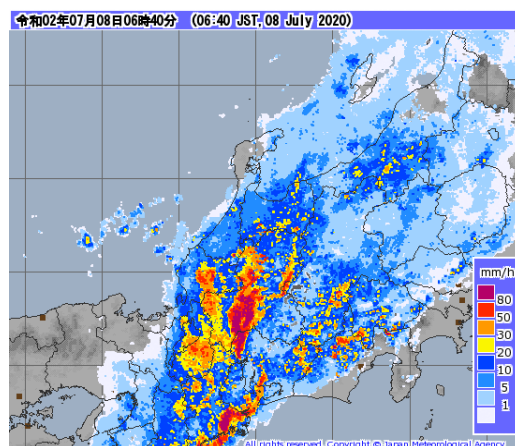 令和02年07月08日06時40分 (06:40 JST, 08 July 2020)
mm/h
80
50
30
20
10
5
1
All rights reserved. Copyright © Japan Meteorological Agency